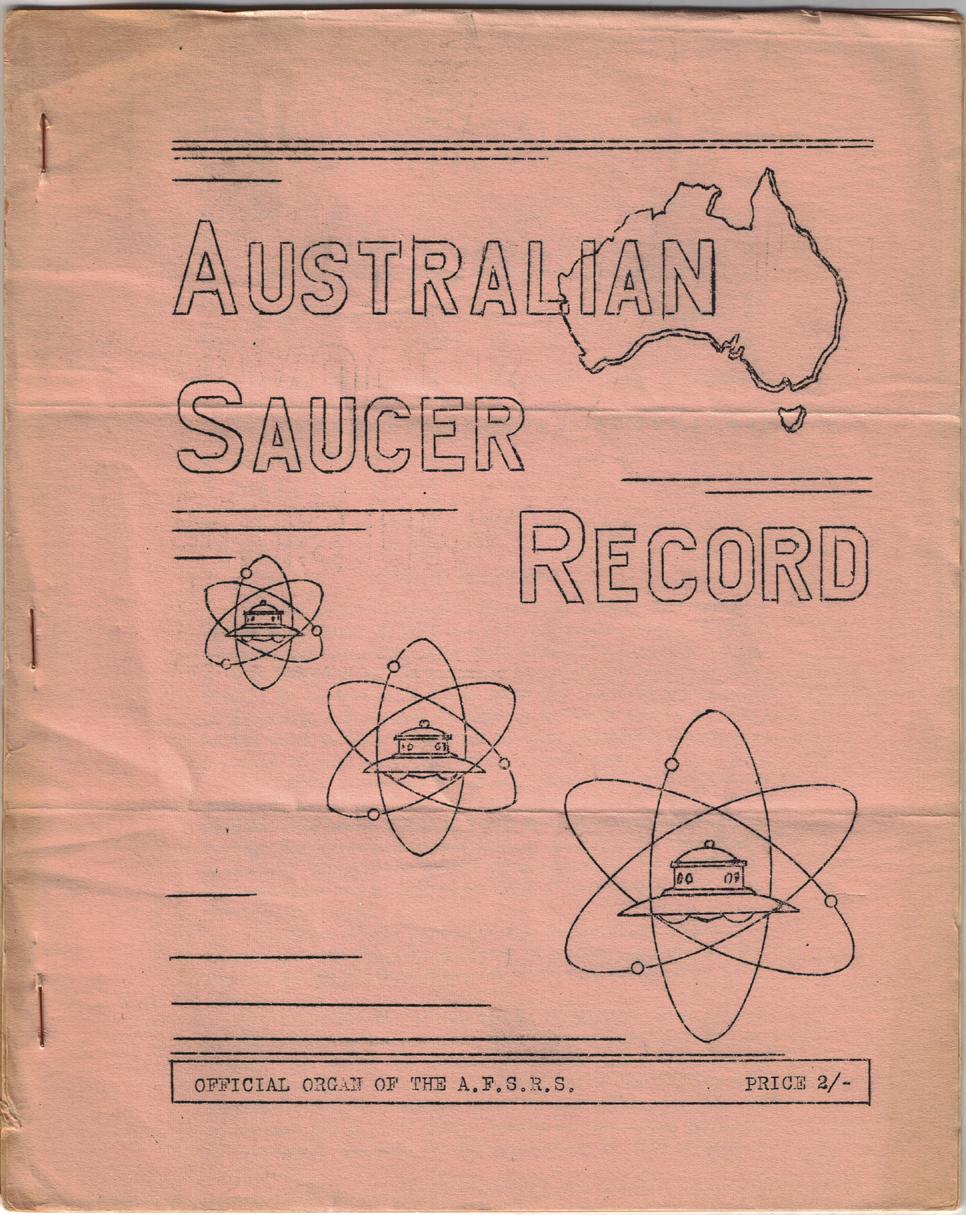 AUSTRALIAN
SAUCER
RECORD
OFFICIAL ORGAN OF THE A.F.S.R.S. PRICE 2/-